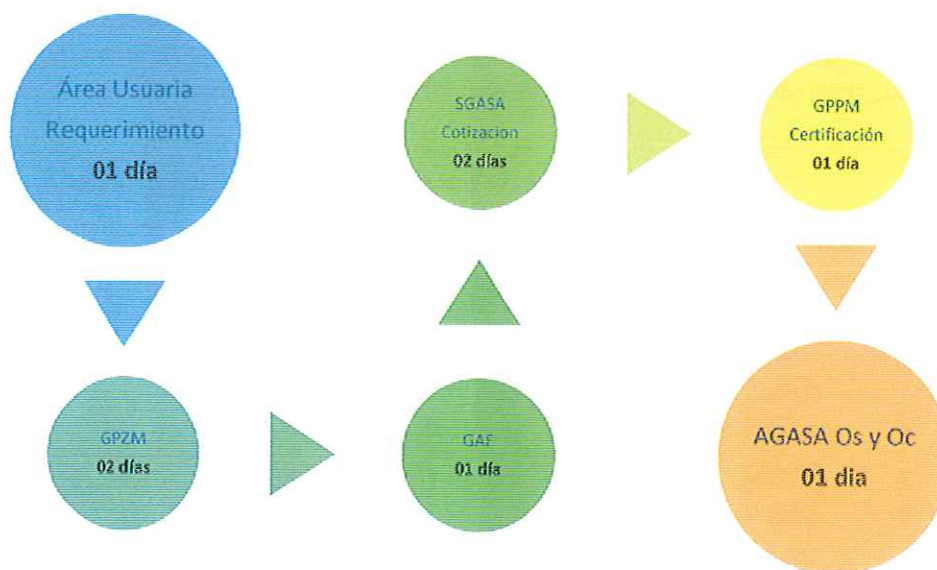 Área Usuaria
Requerimiento
01 día
GPZM
02 días
GAF
01 día
SGASA
Cotizacion
02 días
GPPM
Certificación
01 día
AGASA Os y Oc
01 dia